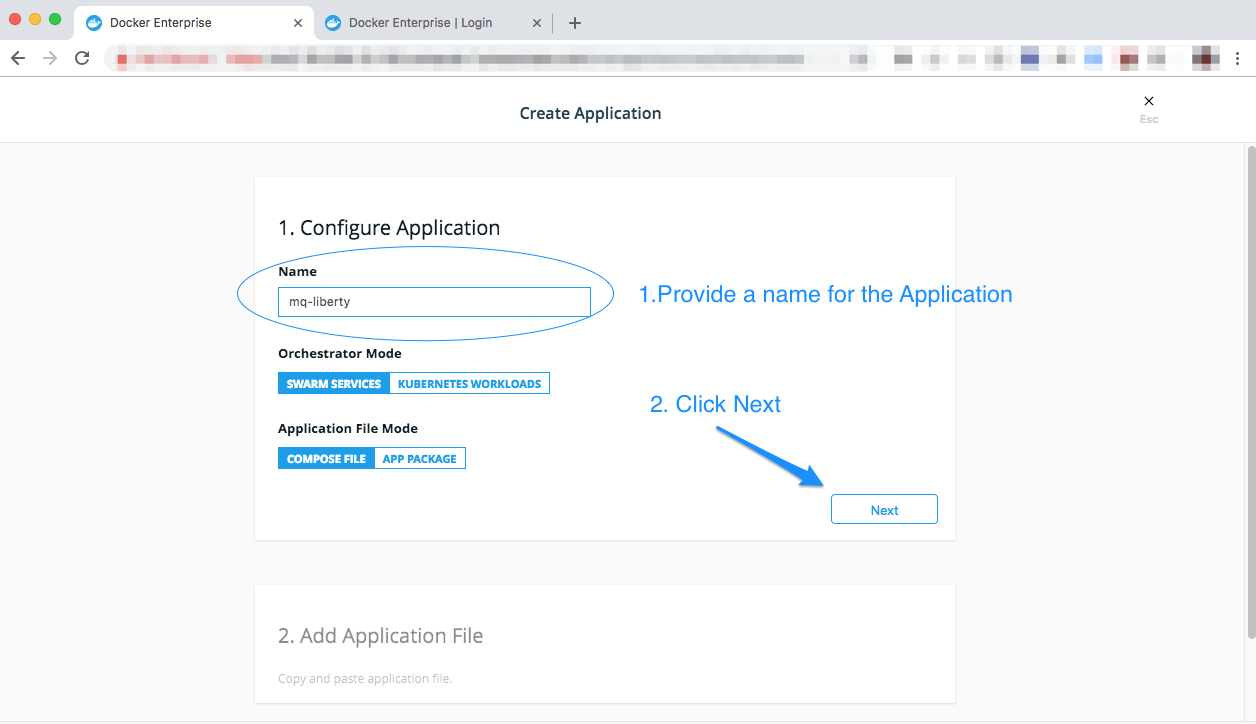 Docker Enterprise
Docker Enterprise | Login
Create Application
Esc
1. Configure Application
Name
mq-liberty
1.Provide a name for the Application
Orchestrator Mode
SWARM SERVICES KUBERNETES WORKLOADS
2. Click Next
Application File Mode
COMPOSE FILE APP PACKAGE
Next
2. Add Application File
Copy and paste application file.